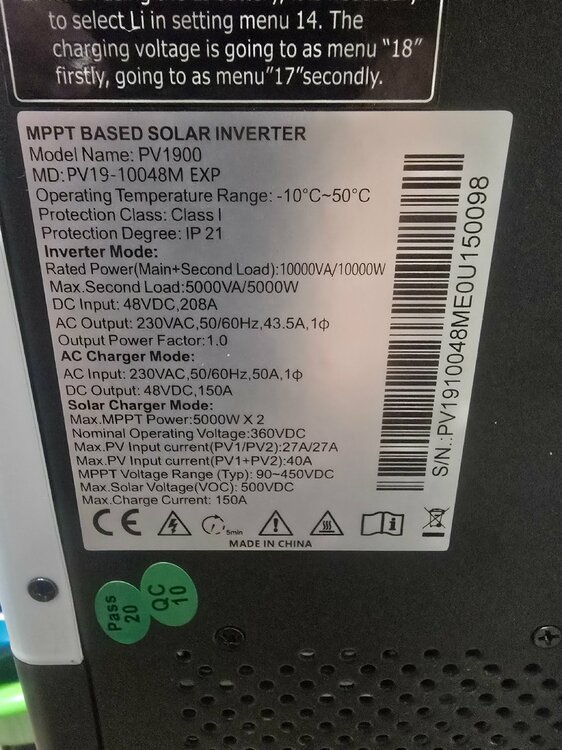 to select Li in setting menu 14. The
charging voltage is going to as menu "18"
firstly, going to as menu"17"secondly.
MPPT BASED SOLAR INVERTER
Model Name: PV1900
MD:PV19-10048M EXP
Operating Temperature Range: -10°C~50°C
Protection Class: Class I
Protection Degree: IP 21
Inverter Mode:
Rated Power(Main+Second Load):10000VA/10000W
Max.Second Load:5000VA/5000W
DC Input: 48VDC,208A
AC Output: 230VAC,50/60Hz,43.5A,1ϕ
Output Power Factor:1.0
AC Charger Mode:
AC Input: 230VAC,50/60Hz,50A,1ϕ
DC Output: 48VDC,150A
Solar Charger Mode:
Max.MPPT Power:5000W X 2
Nominal Operating Voltage:360VDC
Max.PV Input current(PV1/PV2):27A/27A
Max.PV Input current(PV1+PV2):40A
MPPT Voltage Range (Typ): 90~450VDC
Max.Solar Voltage(VOC): 500VDC
Max.Charge Current: 150A
CE
5min
MADE IN CHINA
S/N.:PV1910048ME0U150098
Pass
20
QC
10